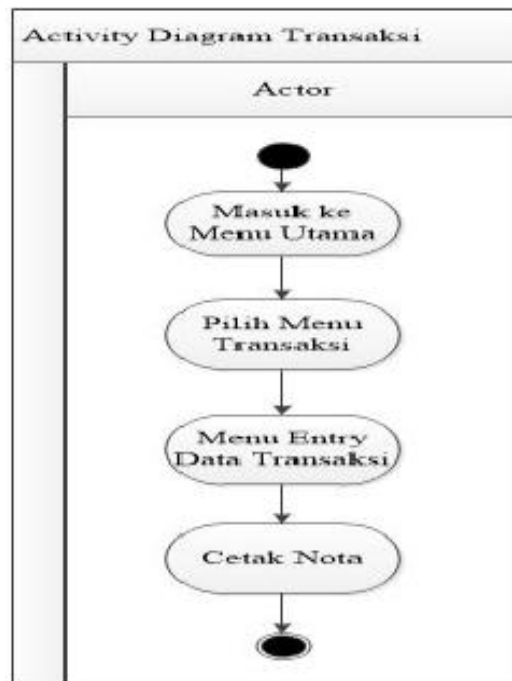 Activity Diagram Transaksi
Actor
Masuk ke
Menu Utama
Pilih Menu
Transaksi
Menu Entry
Data Transaksi
Cetak Nota